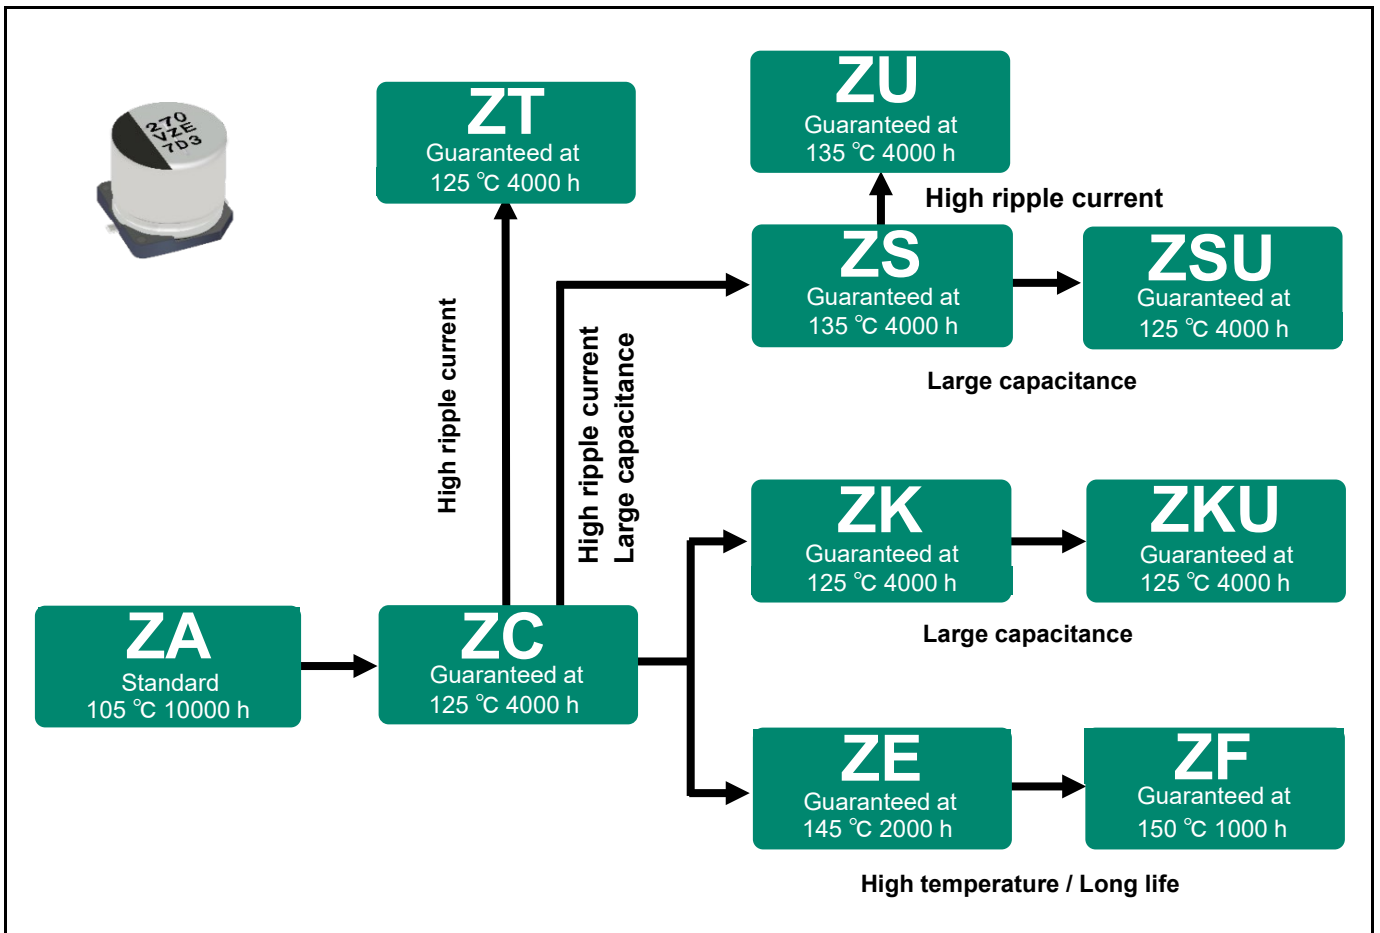 270
VZE
7D3
ZT
Guaranteed at
125 ℃ 4000 h
ZU
Guaranteed at
135 ℃ 4000 h
High ripple current
ZS
Guaranteed at
135 ℃ 4000 h
ZSU
Guaranteed at
125 ℃ 4000 h
Large capacitance
High ripple current
High ripple current
Large capacitance
ZK
Guaranteed at
125 ℃ 4000 h
ZKU
Guaranteed at
125 ℃ 4000 h
Large capacitance
ZA
Standard
105 ℃ 10000 h
ZC
Guaranteed at
125 ℃ 4000 h
ZE
Guaranteed at
145 ℃ 2000 h
ZF
Guaranteed at
150 ℃ 1000 h
High temperature / Long life